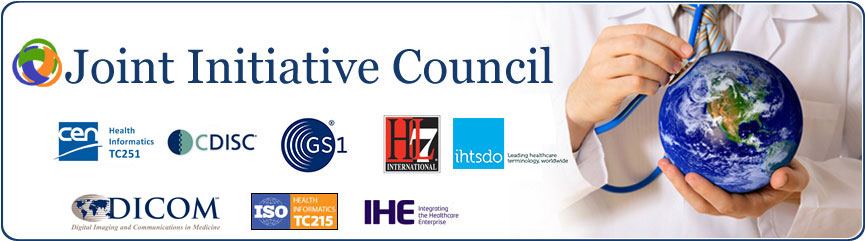 Joint Initiative Council
cen
Health
Informatics
TC251
CDISC®
GS1®
HL7®
INTERNATIONAL
ihtsdo
Leading healthcare
terminology, worldwide
DICOM®
Digital Imaging and Communications in Medicine
ISO
HEALTH
INFORMATICS
TC215
IHE
Integrating
the Healthcare
Enterprise